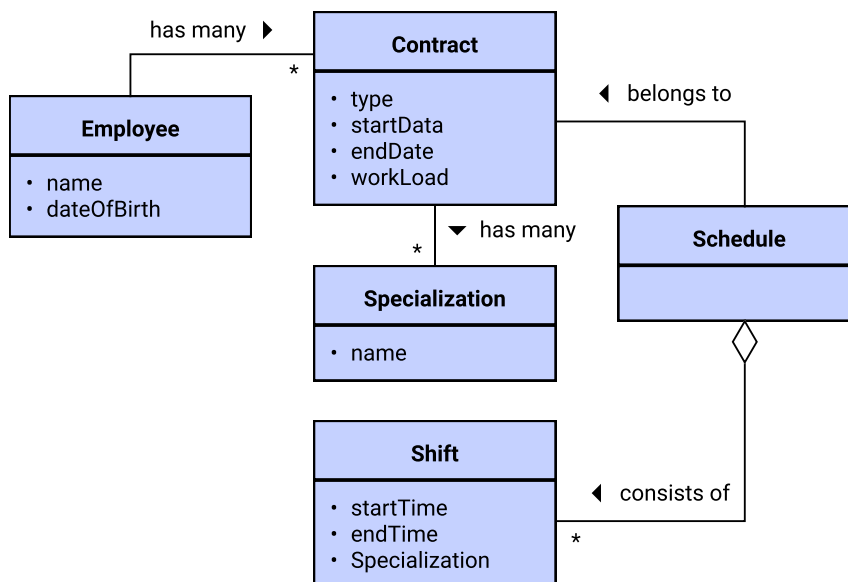 has many
*
Contract
• type
• startData
• endDate
• workLoad
belongs to
Employee
• name
• dateOfBirth
has many
*
Schedule
Specialization
• name
Shift
• startTime
• endTime
• Specialization
consists of
*